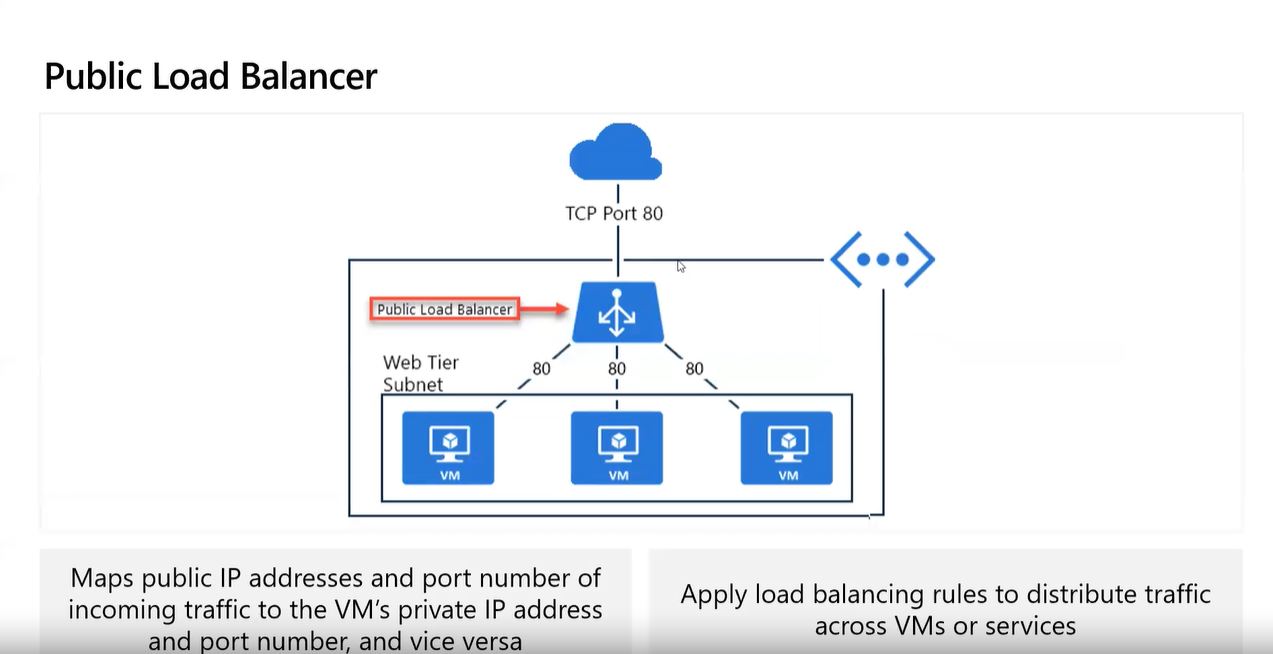 Public Load Balancer
TCP Port 80
Public Load Balancer
Web Tier
Subnet
80
80
80
VM
VM
VM
Maps public IP addresses and port number of
incoming traffic to the VM's private IP address
and port number, and vice versa
Apply load balancing rules to distribute traffic
across VMs or services